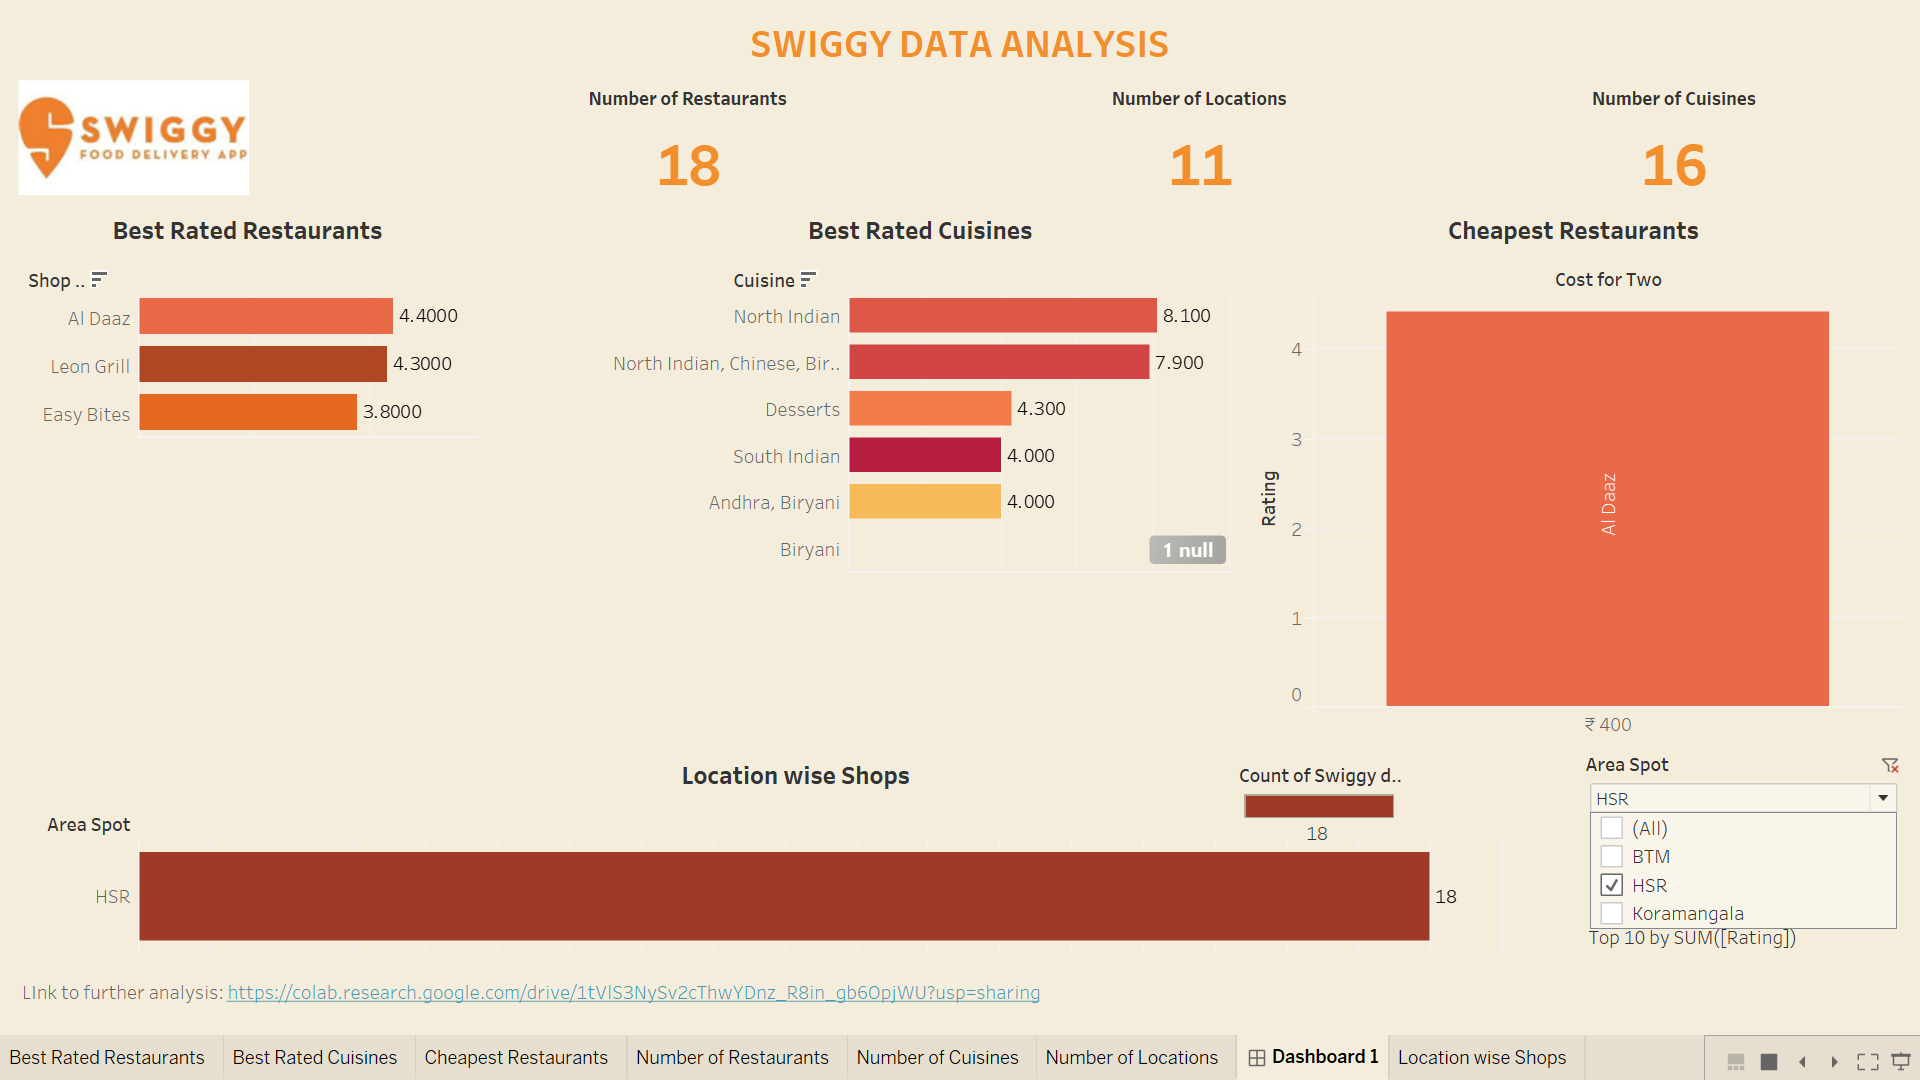 SWIGGY DATA ANALYSIS
SWIGGY
FOOD DELIVERY APP
Number of Restaurants
18
Number of Locations
11
Number of Cuisines
16
Best Rated Restaurants
Shop ..
Al Daaz 4.4000
Leon Grill 4.3000
Easy Bites 3.8000
Best Rated Cuisines
Cuisine
North Indian 8.100
North Indian, Chinese, Bir.. 7.900
Desserts 4.300
South Indian 4.000
Andhra, Biryani 4.000
Biryani
1 null
Cheapest Restaurants
Cost for Two
Rating
4
3
2
1
0
Al Daaz
₹ 400
Location wise Shops
Area Spot
HSR 18
Count of Swiggy d..
18
Area Spot
HSR
(All)
BTM
HSR
Koramangala
Top 10 by SUM([Rating])
LInk to further analysis: https://colab.research.google.com/drive/1tVlS3NySv2cThwYDnz_R8in_gb6OpjWU?usp=sharing
Best Rated Restaurants Best Rated Cuisines Cheapest Restaurants Number of Restaurants Number of Cuisines Number of Locations Dashboard 1 Location wise Shops